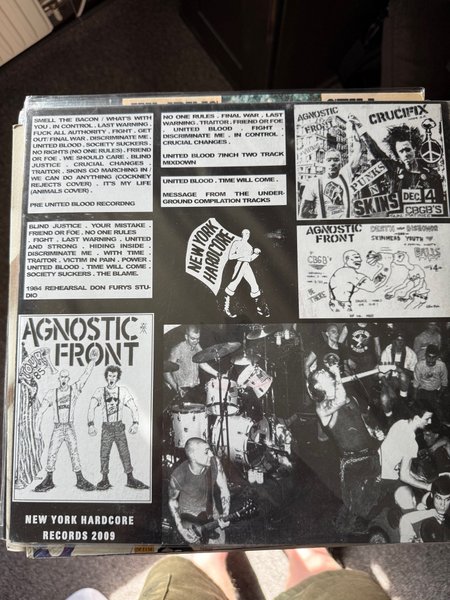 SMELL THE BACON / WHAT'S WITH
YOU . IN CONTROL . LAST WARNING .
FUCK ALL AUTHORITY . FIGHT . GET
OUT! FINAL WAR . DISCRIMINATE ME .
UNITED BLOOD . SOCIETY SUCKERS .
NO RIGHTS (NO ONE RULES) . FRIEND
OR FOE . WE SHOULD CARE . BLIND
JUSTICE . CRUCIAL CHANGES .
TRAITOR . SKINS GO MARCHING IN /
WE CAN DO ANYTHING (COCKNEY
REJECTS COVER) . IT'S MY LIFE
(ANIMALS COVER) .
PRE UNITED BLOOD RECORDING
NO ONE RULES . FINAL WAR . LAST
WARNING . TRAITOR . FRIEND OR FOE
. UNITED BLOOD . FIGHT .
DISCRIMINATE ME . IN CONTROL .
CRUCIAL CHANGES .
UNITED BLOOD 7INCH TWO TRACK
MIXDOWN
UNITED BLOOD . TIME WILL COME .
MESSAGE FROM THE UNDER-
GROUND COMPILATION TRACKS
AGNOSTIC
FRONT
CRUCIFIX
PUNKS
N
SKINS
DEC 4
CBGB'S
BLIND JUSTICE . YOUR MISTAKE .
FRIEND OR FOE . NO ONE RULES
. FIGHT . LAST WARNING . UNITED
AND STRONG . HIDING INSIDE .
DISCRIMINATE ME . WITH TIME .
TRAITOR . VICTIM IN PAIN . POWER .
UNITED BLOOD . TIME WILL COME .
SOCIETY SUCKERS . THE BLAME.
1984 REHEARSAL DON FURYS STU-
DIO
NEW YORK
HARDCORE
AGNOSTIC
FRONT
DEATH BEFORE DISHONOR
SKINHEAD YOUTH
CBGB
AGNOSTIC
FRONT
NEW YORK HARDCORE
RECORDS 2009